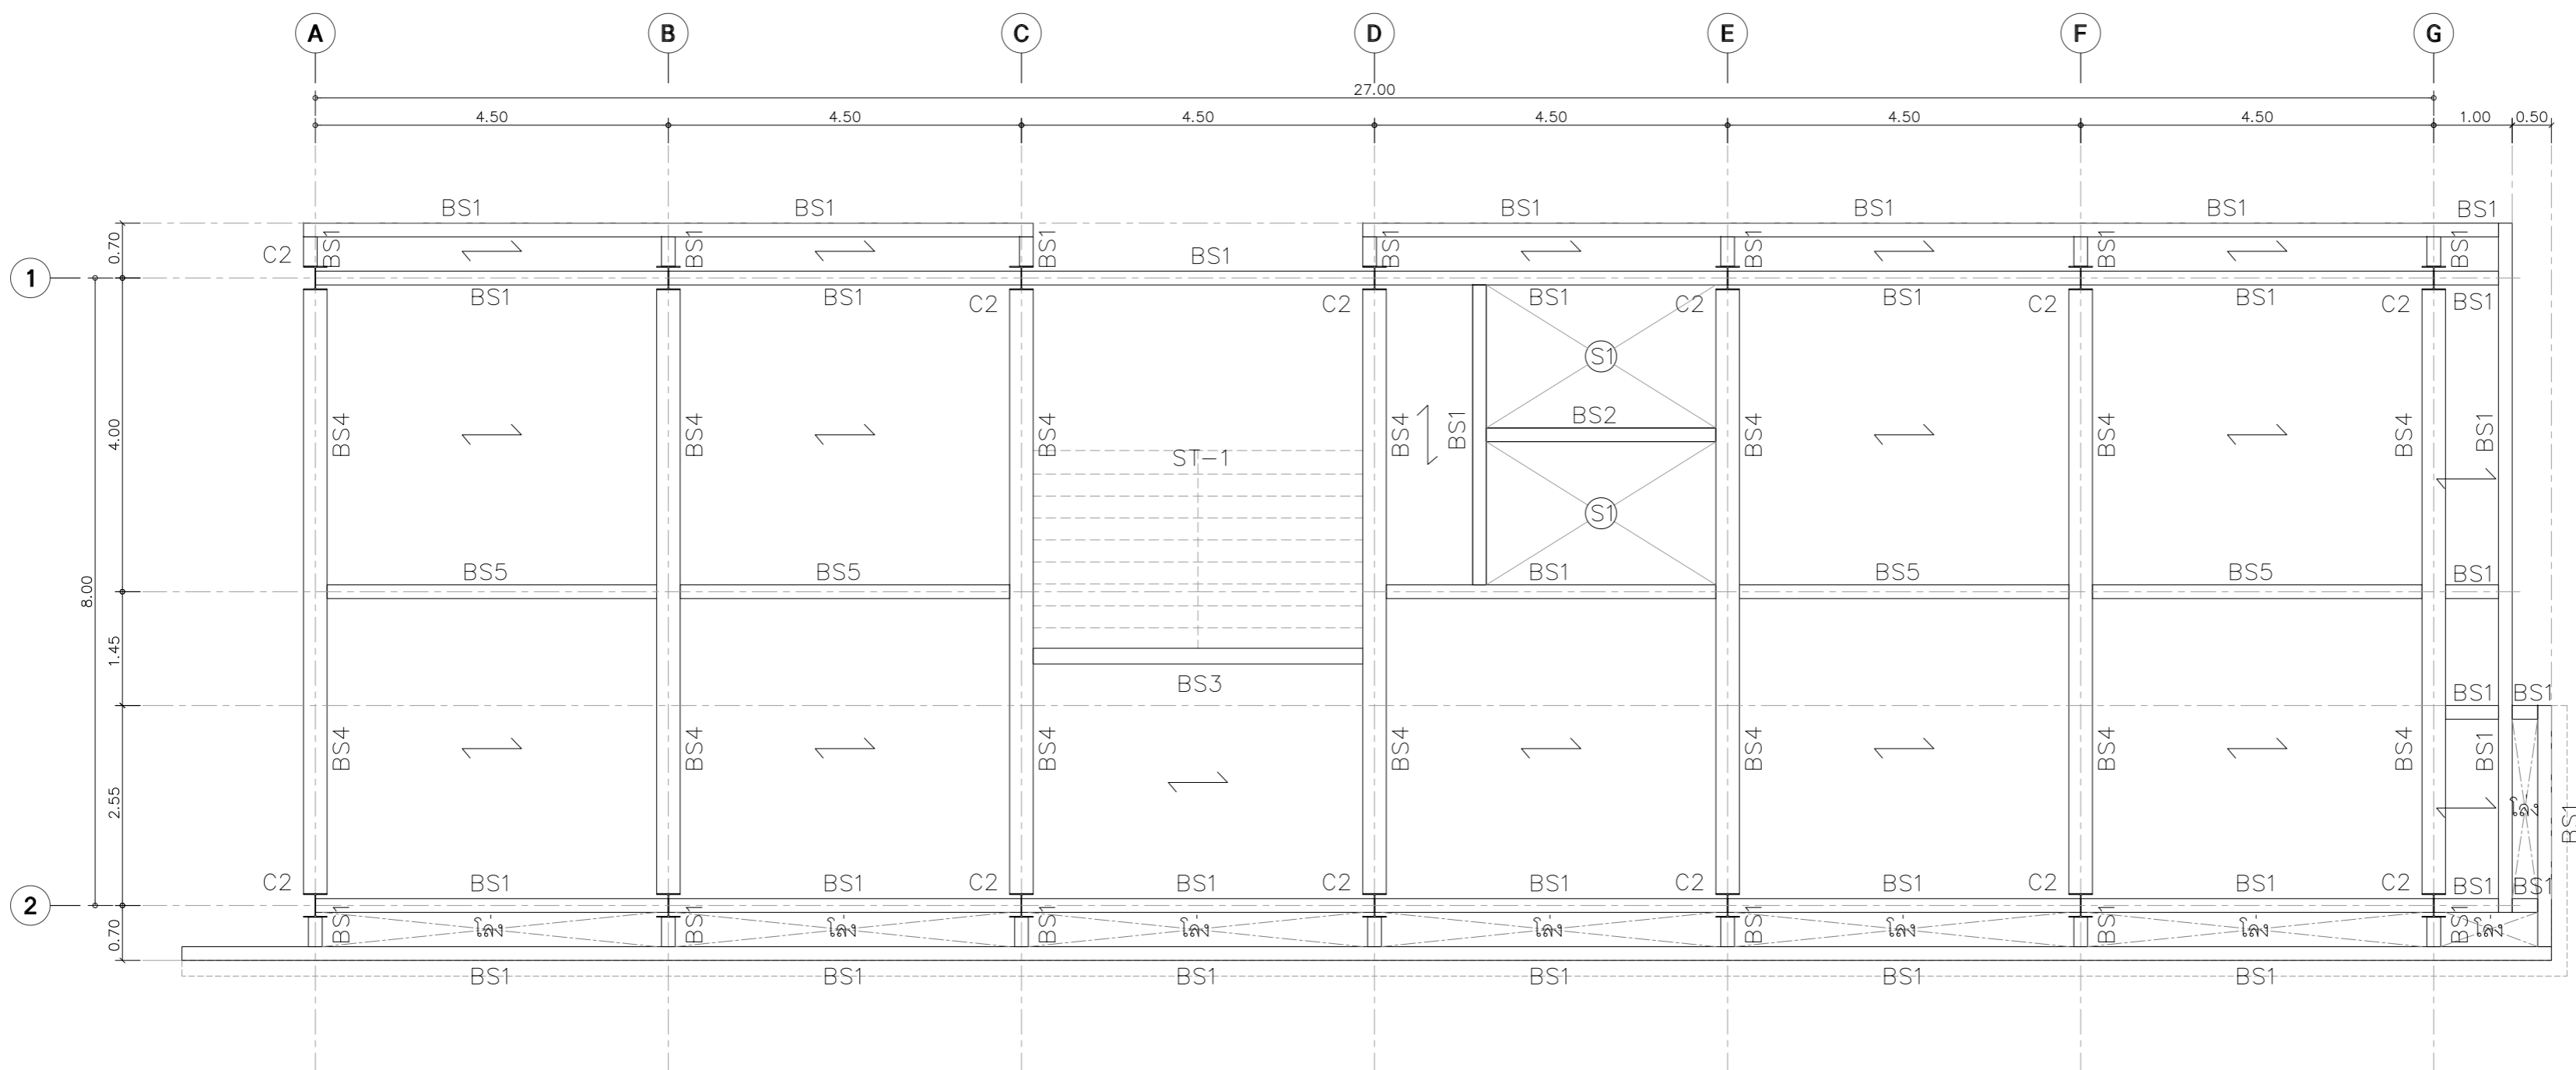 A B C D E F G
27.00
4.50 4.50 4.50 4.50 4.50 4.50 1.00 0.50
BS1 BS1 BS1 BS1 BS1 BS1
0.70 C2 BS1 BS1 BS1 BS1 BS1 BS1 BS1
1 BS1
BS1 BS1 C2 C2 BS1 C2 BS1 C2 BS1 C2 BS1
S1
4.00 BS4 BS4 BS4 BS4 BS1 BS2 BS4 BS4 BS4 BS1
ST-1
S1
8.00 BS5 BS5 BS1 BS5 BS5 BS1
1.45
BS3 BS1 BS1
BS4 BS4 BS4 BS4 BS4 BS4 BS4 BS1
2.55 โล่ง BS1
C2 BS1 BS1 C2 BS1 C2 BS1 C2 BS1 C2 BS1 C2 BS1 BS1
2
0.70 BS1 โล่ง BS1 โล่ง BS1 โล่ง โล่ง BS1 โล่ง BS1 โล่ง BS1 โล่ง
BS1 BS1 BS1 BS1 BS1 BS1